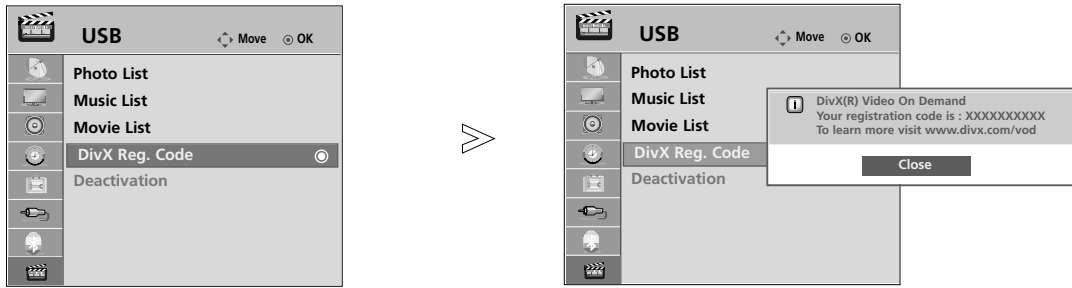 USB
Move
OK
Photo List
Music List
Movie List
DivX Reg. Code
Deactivation
USB
Move
OK
Photo List
Music List
Movie List
DivX Reg. Code
Deactivation
i
DivX(R) Video On Demand
Your registration code is : XXXXXXXXXX
To learn more visit www.divx.com/vod
Close